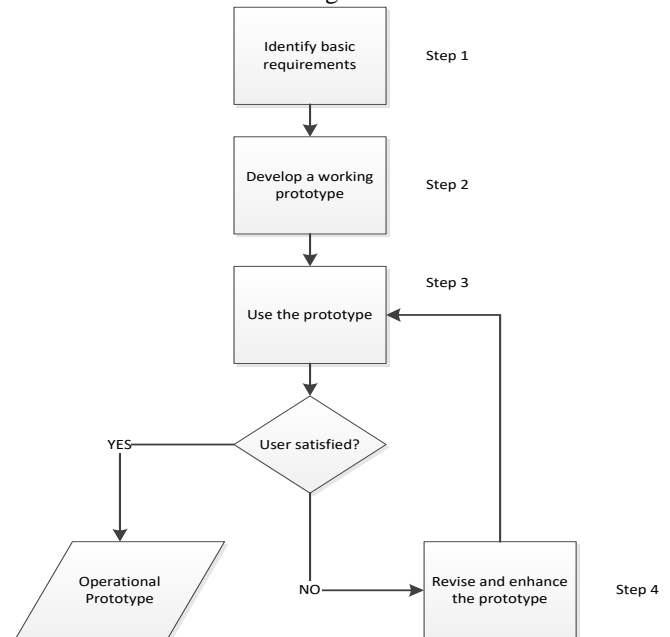 Identify basic
requirements
Step 1
Develop a working
prototype
Step 2
Step 3
Use the prototype
User satisfied?
YES
NO
Operational
Prototype
Revise and enhance
the prototype
Step 4